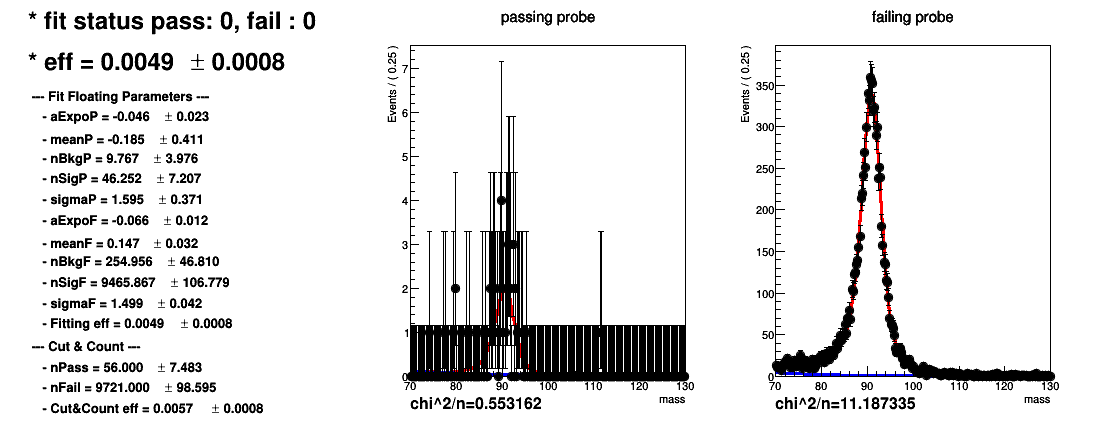 * fit status pass: 0, fail : 0
* eff = 0.0049 ± 0.0008
--- Fit Floating Parameters ---
- aExpoP = -0.046 ± 0.023
- meanP = -0.185 ± 0.411
- nBkgP = 9.767 ± 3.976
- nSigP = 46.252 ± 7.207
- sigmaP = 1.595 ± 0.371
- aExpoF = -0.066 ± 0.012
- meanF = 0.147 ± 0.032
- nBkgF = 254.956 ± 46.810
- nSigF = 9465.867 ± 106.779
- sigmaF = 1.499 ± 0.042
- Fitting eff = 0.0049 ± 0.0008
--- Cut & Count ---
- nPass = 56.000 ± 7.483
- nFail = 9721.000 ± 98.595
- Cut&Count eff = 0.0057 ± 0.0008
passing probe
Events / ( 0.25 )
7
6
5
4
3
2
1
0
70 80 90 100 110 120 130
mass
chi^2/n=0.553162
failing probe
Events / ( 0.25 )
350
300
250
200
150
100
50
0
70 80 90 100 110 120 130
mass
chi^2/n=11.187335